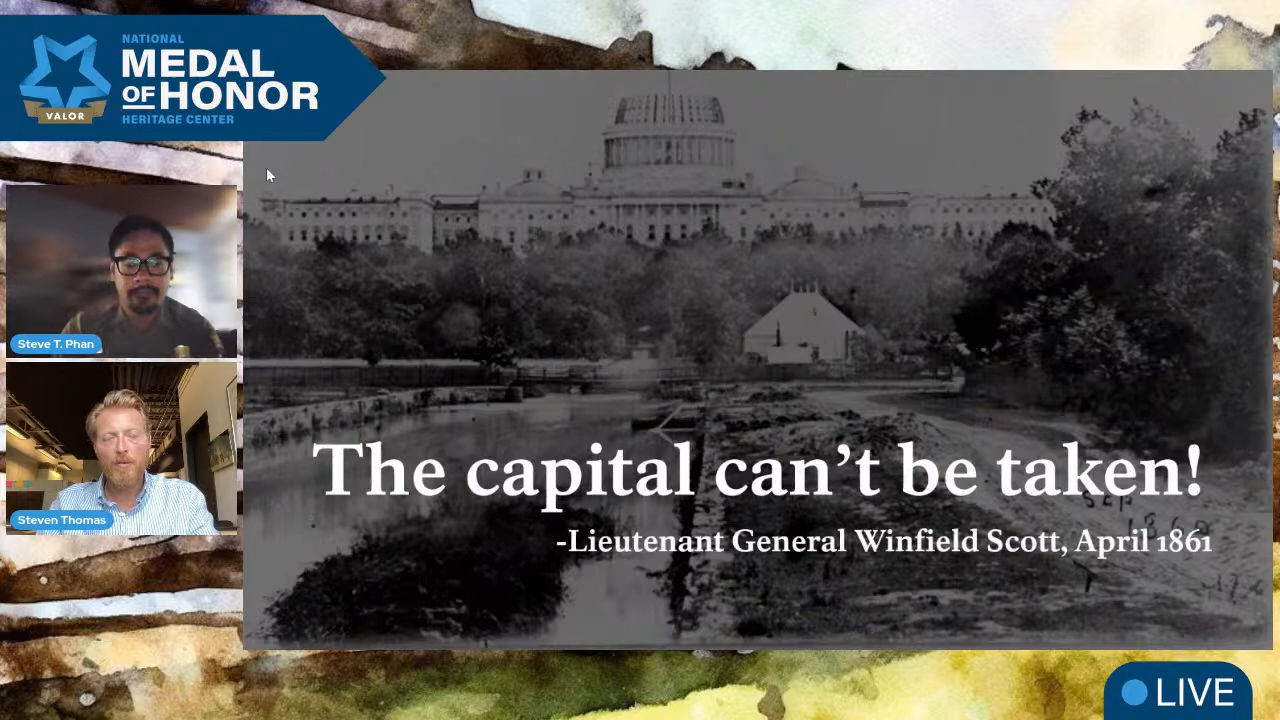 NATIONAL
MEDAL
OF HONOR
HERITAGE CENTER
VALOR
Steve T. Phan
Steven Thomas
The capital can’t be taken!
-Lieutenant General Winfield Scott, April 1861
LIVE